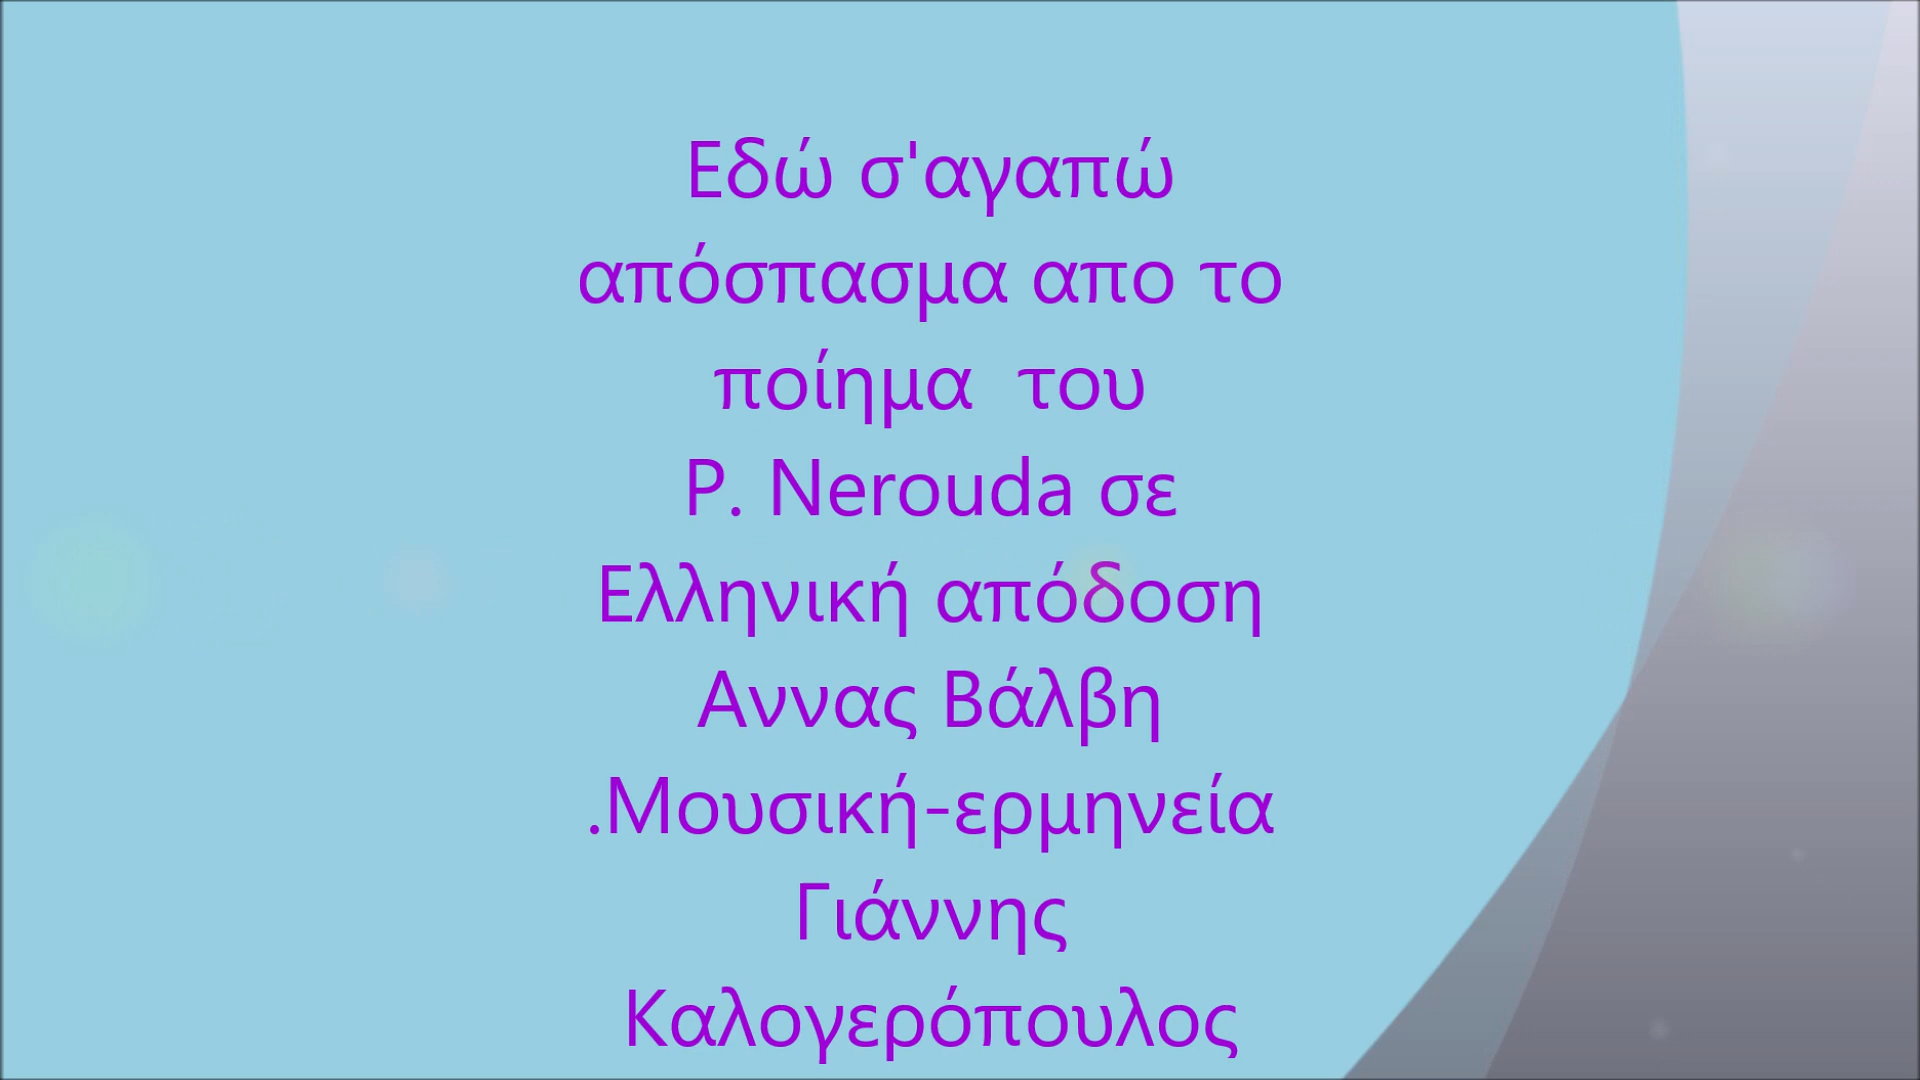 Εδώ σ'αγαπώ
απόσπασμα απο το
ποίημα  του
P. Nerouda σε
Ελληνική απόδοση
Αννας Βάλβη
.Μουσική-ερμηνεία
Γιάννης
Καλογερόπουλος